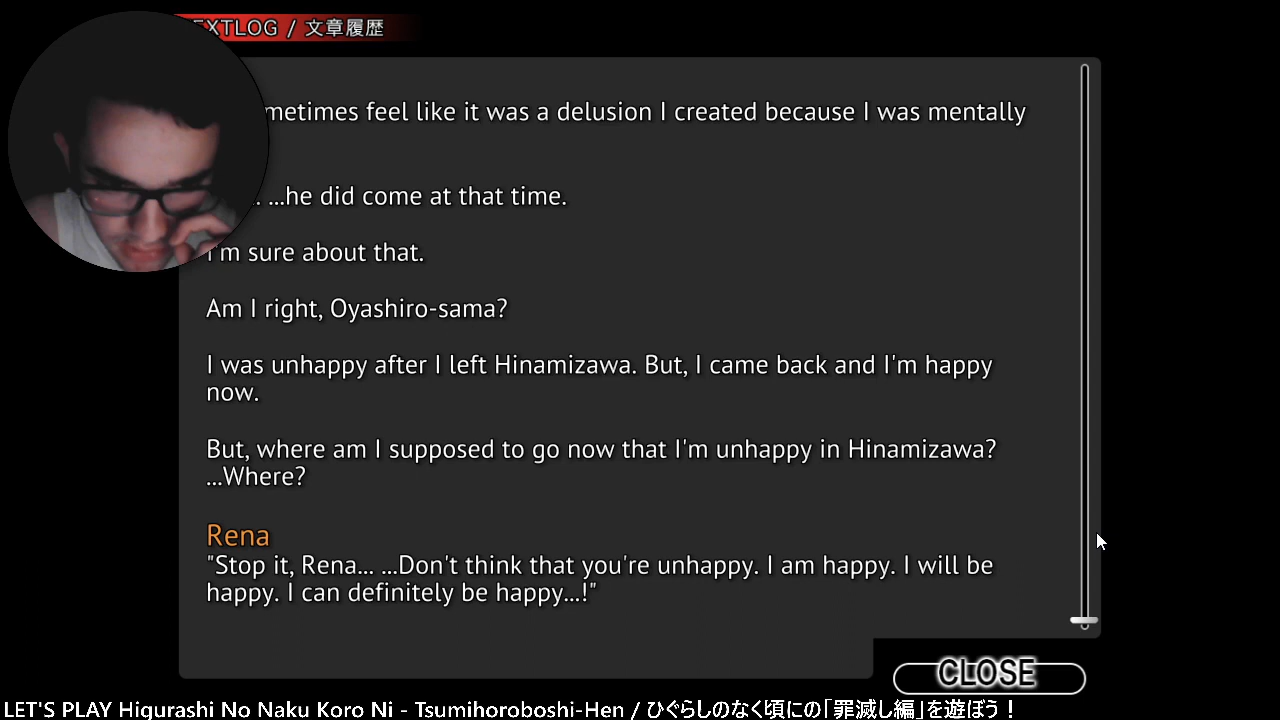 EXTLOG / 文章履歴
metimes feel like it was a delusion I created because I was mentally
. ...he did come at that time.
I'm sure about that.
Am I right, Oyashiro-sama?
I was unhappy after I left Hinamizawa. But, I came back and I'm happy
now.
But, where am I supposed to go now that I'm unhappy in Hinamizawa?
...Where?
Rena
"Stop it, Rena... ...Don't think that you're unhappy. I am happy. I will be
happy. I can definitely be happy...!"
CLOSE
LET'S PLAY Higurashi No Naku Koro Ni - Tsumihoroboshi-Hen / ひぐらしのなく頃にの「罪滅し編」を遊ぼう！